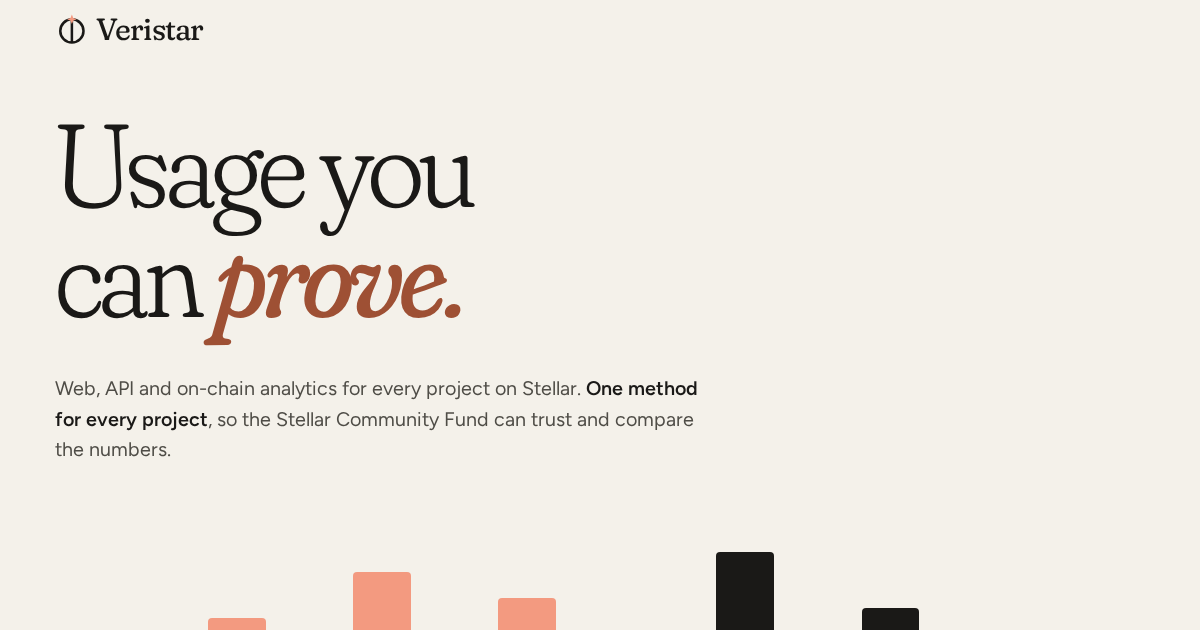 Veristar
Usage you
can prove.
Web, API and on-chain analytics for every project on Stellar. One method
for every project, so the Stellar Community Fund can trust and compare
the numbers.